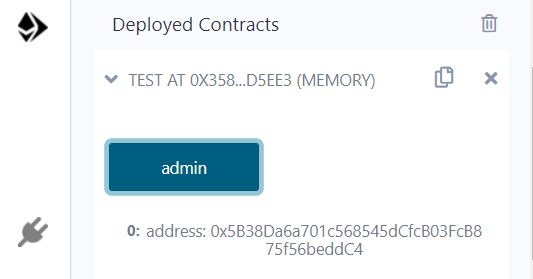 Deployed Contracts
TEST AT 0X358...D5EE3 (MEMORY)
admin
0: address: 0x5B38Da6a701c568545dCfcB03FcB8
75f56beddC4